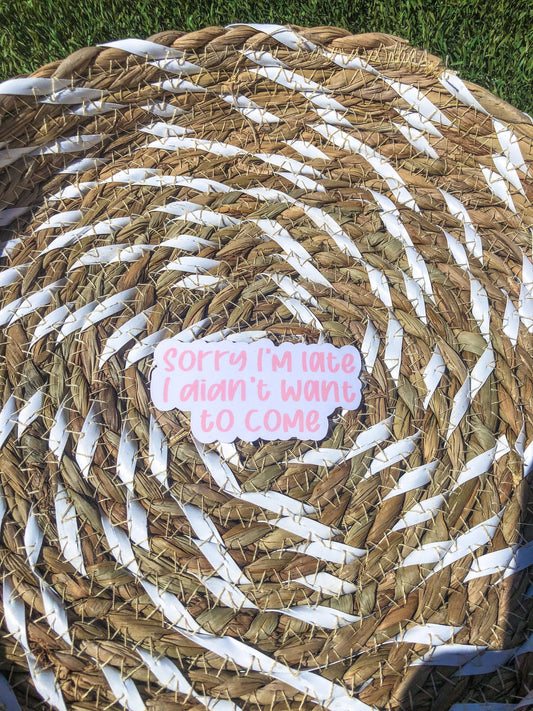 Sorry I'm late
I didn't want
to come